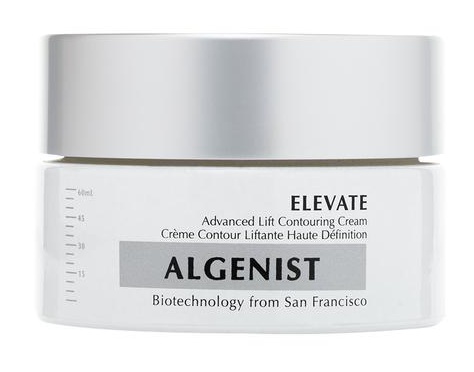 ELEVATE
Advanced Lift Contouring Cream
Crème Contour Liftante Haute Définition
ALGENIST
Biotechnology from San Francisco
60ml
45
30
15